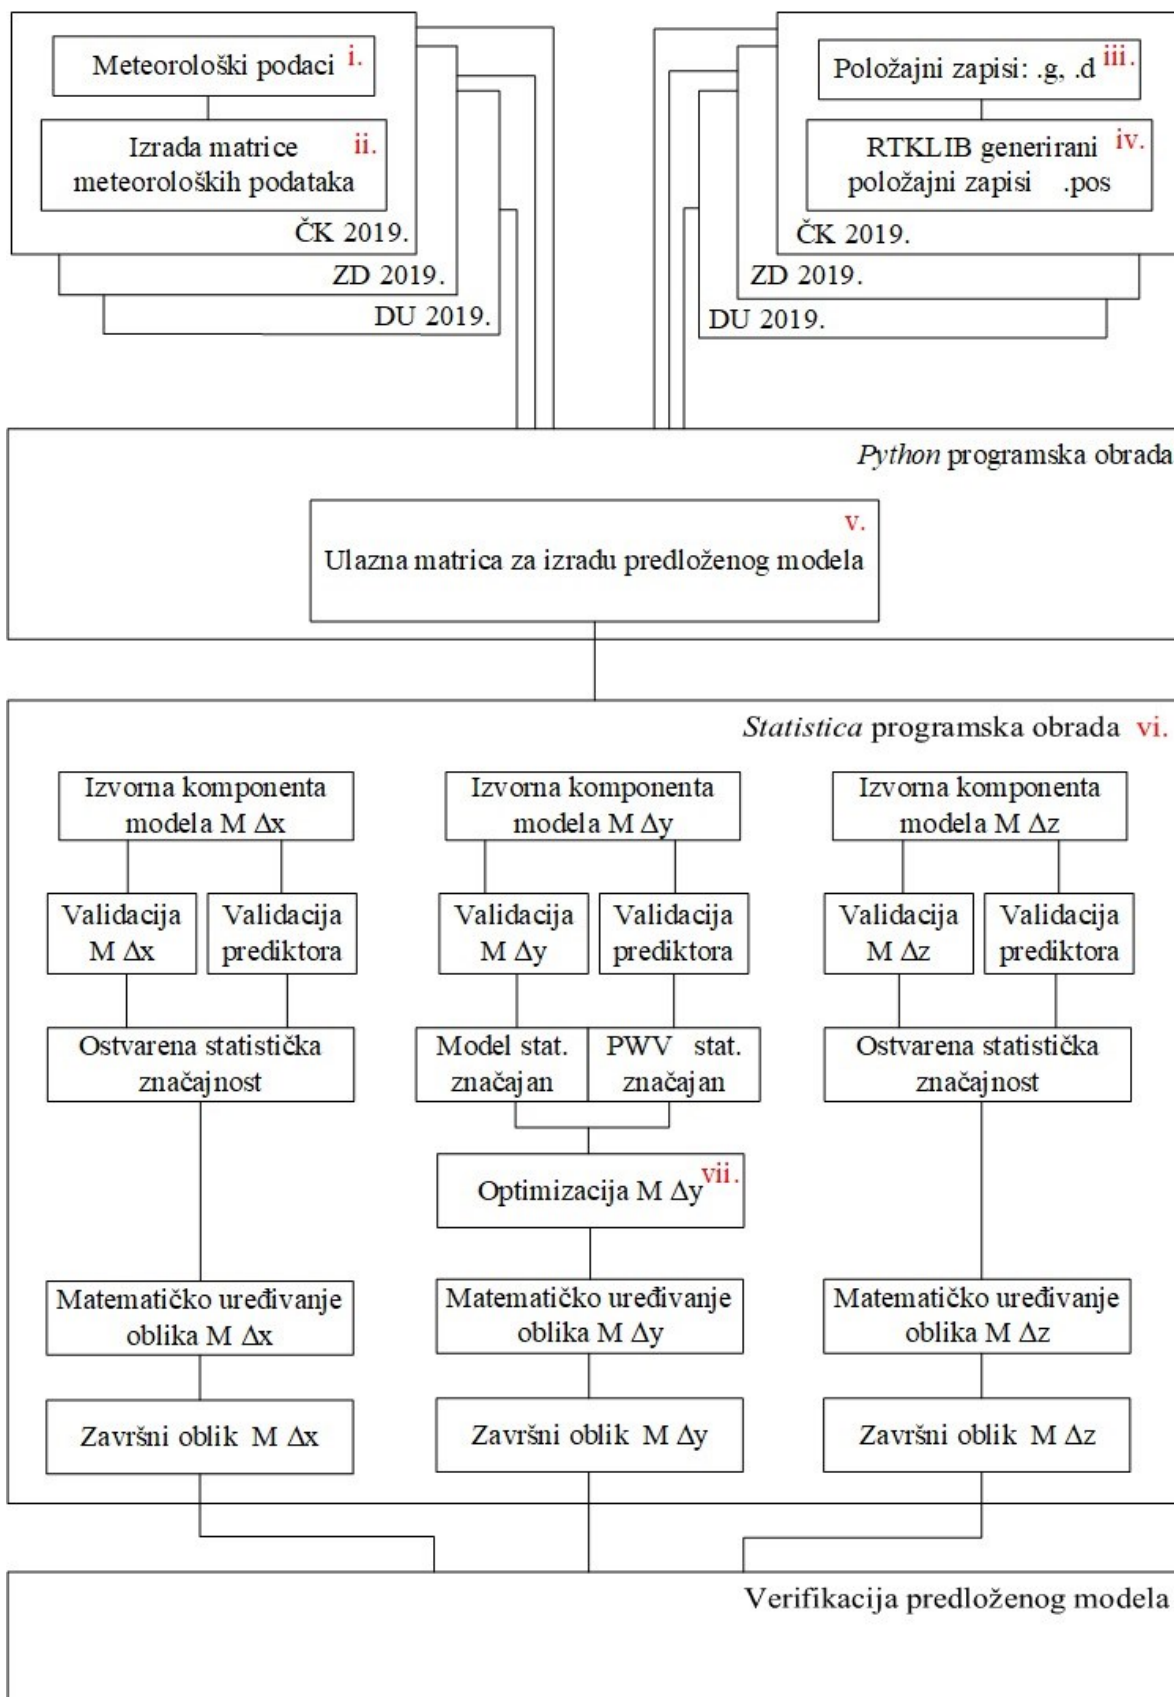 Meteorološki podaci i.
Izrada matrice ii.
meteoroloških podataka
ČK 2019.
ZD 2019.
DU 2019.
Položajni zapisi: .g, .d iii.
RTKLIB generirani iv.
položajni zapisi .pos
ČK 2019.
ZD 2019.
DU 2019.
Python programska obrada
v.
Ulazna matrica za izradu predloženog modela
Statistica programska obrada vi.
Izvorna komponenta
modela M Δx
Validacija
M Δx
Validacija
prediktora
Ostvarena statistička
značajnost
Matematičko uređivanje
oblika M Δx
Završni oblik M Δx
Izvorna komponenta
modela M Δy
Validacija
M Δy
Validacija
prediktora
Model stat.
značajan
PWV stat.
značajan
Optimizacija M Δy vii.
Matematičko uređivanje
oblika M Δy
Završni oblik M Δy
Izvorna komponenta
modela M Δz
Validacija
M Δz
Validacija
prediktora
Ostvarena statistička
značajnost
Matematičko uređivanje
oblika M Δz
Završni oblik M Δz
Verifikacija predloženog modela